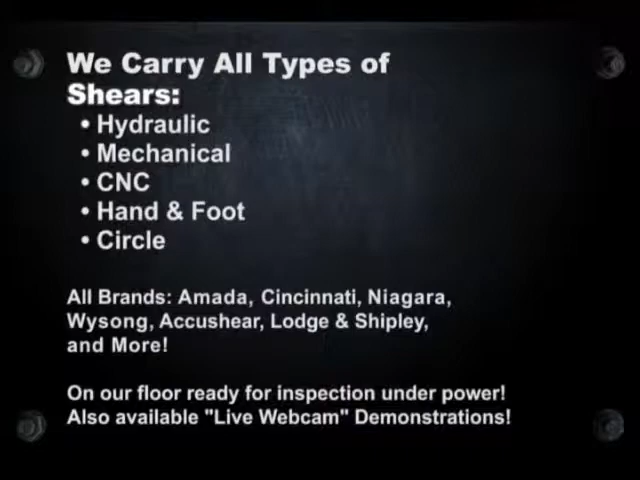 We Carry All Types of
Shears:
• Hydraulic
• Mechanical
• CNC
• Hand & Foot
• Circle
All Brands: Amada, Cincinnati, Niagara,
Wysong, Accushear, Lodge & Shipley,
and More!
On our floor ready for inspection under power!
Also available "Live Webcam" Demonstrations!